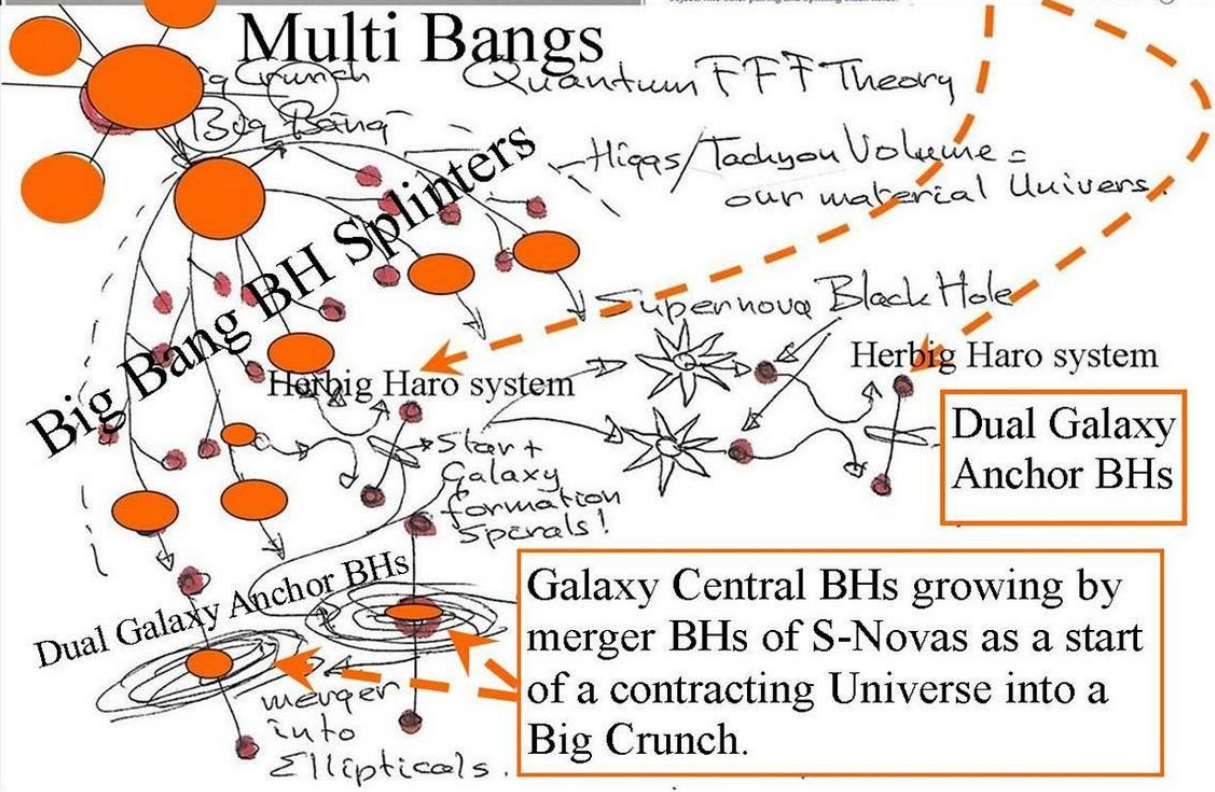 Multi Bangs
Big Crunch
Quantum FFF Theory
Big Bang
Higgs/Tachyon Volume =
our material Univers.
Big Bang BH Splinters
Supernova Black Hole
Herbig Haro system
Herbig Haro system
Dual Galaxy
Anchor BHs
Star +
Galaxy
formation
Spirals!
Dual Galaxy Anchor BHs
Galaxy Central BHs growing by
merger BHs of S-Novas as a start
of a contracting Universe into a
Big Crunch.
merger
into
Ellipticals.